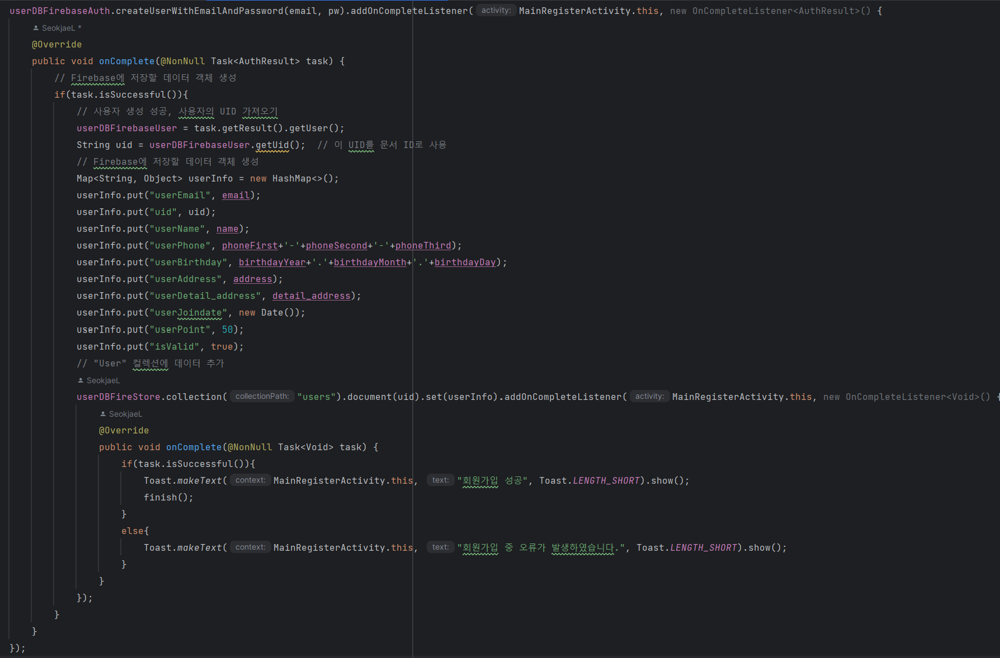 userDBFirebaseAuth.createUserWithEmailAndPassword(email, pw).addOnCompleteListener( activity: MainRegisterActivity.this, new OnCompleteListener<AuthResult>() {
SeokjaeL *
@Override
public void onComplete(@NonNull Task<AuthResult> task) {
// Firebase에 저장할 데이터 객체 생성
if(task.isSuccessful()){
// 사용자 생성 성공, 사용자의 UID 가져오기
userDBFirebaseUser = task.getResult().getUser();
String uid = userDBFirebaseUser.getUid();  // 이 UID를 문서 ID로 사용
// Firebase에 저장할 데이터 객체 생성
Map<String, Object> userInfo = new HashMap<>();
userInfo.put("userEmail", email);
userInfo.put("uid", uid);
userInfo.put("userName", name);
userInfo.put("userPhone", phoneFirst+'-'+phoneSecond+'-'+phoneThird);
userInfo.put("userBirthday", birthdayYear+'.'+birthdayMonth+'.'+birthdayDay);
userInfo.put("userAddress", address);
userInfo.put("userDetail_address", detail_address);
userInfo.put("userJoindate", new Date());
userInfo.put("userPoint", 50);
userInfo.put("isValid", true);
// "User" 컬렉션에 데이터 추가
SeokjaeL
userDBFireStore.collection( collectionPath: "users").document(uid).set(userInfo).addOnCompleteListener( activity: MainRegisterActivity.this, new OnCompleteListener<Void>() {
SeokjaeL
@Override
public void onComplete(@NonNull Task<Void> task) {
if(task.isSuccessful()){
Toast.makeText( context: MainRegisterActivity.this, text: "회원가입 성공", Toast.LENGTH_SHORT).show();
finish();
}
else{
Toast.makeText( context: MainRegisterActivity.this, text: "회원가입 중 오류가 발생하였습니다.", Toast.LENGTH_SHORT).show();
}
}
});
}
}
});